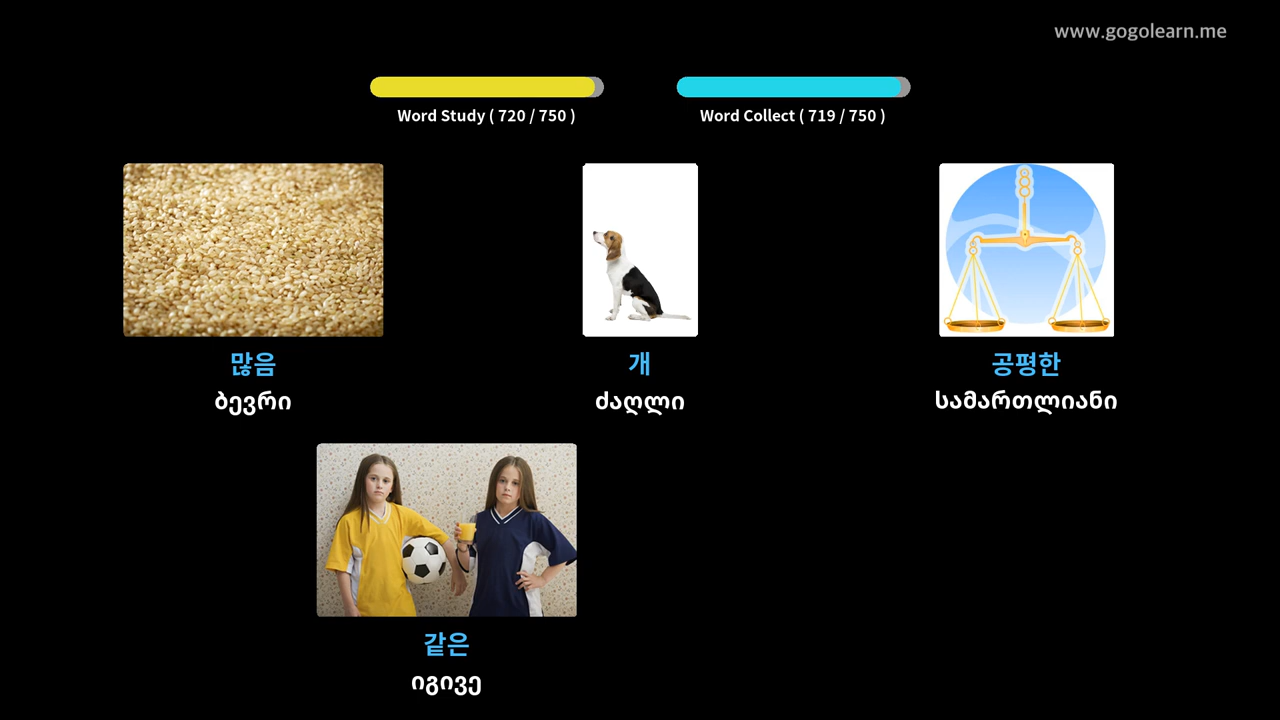 www.gogolearn.me
Word Study ( 720 / 750 )
Word Collect ( 719 / 750 )
많음
ბევრი
개
ძაღლი
공평한
სამართლიანი
같은
იგივე